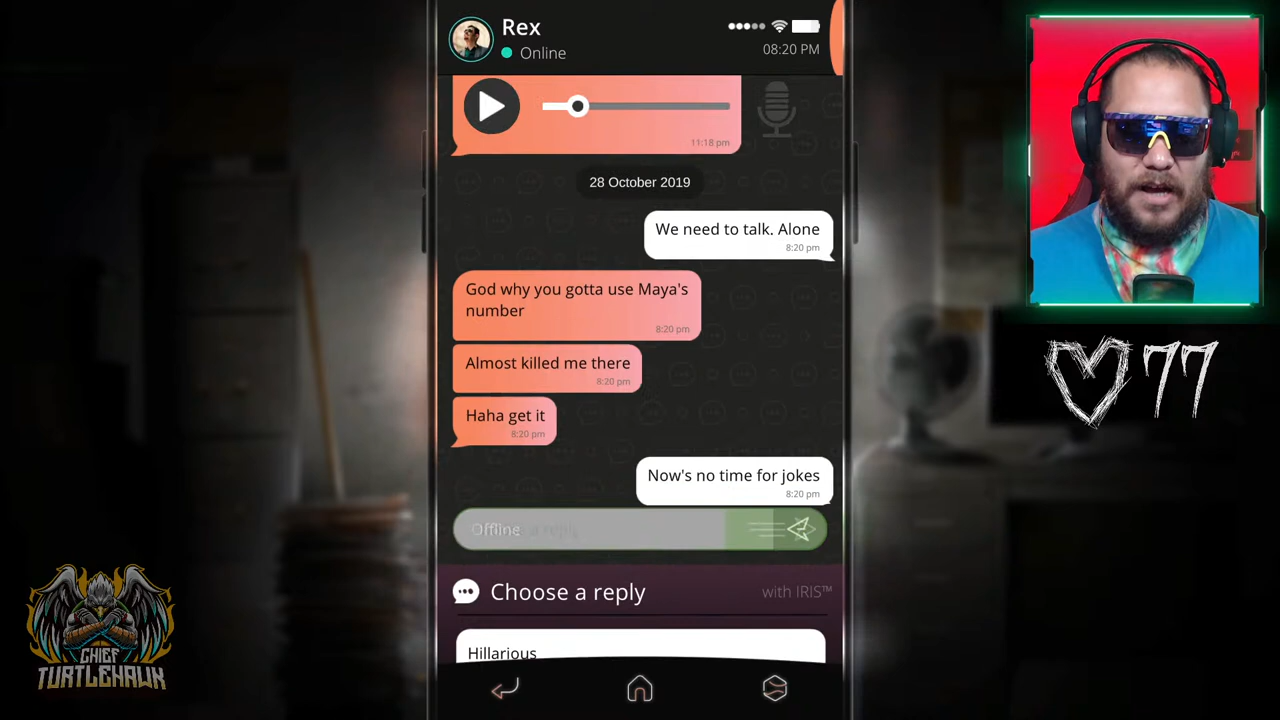 Rex
Online
08:20 PM
11:18 pm
28 October 2019
We need to talk. Alone
8:20 pm
God why you gotta use Maya's
number
8:20 pm
Almost killed me there
8:20 pm
Haha get it
8:20 pm
Now's no time for jokes
8:20 pm
Offline
Choose a reply
with IRIS™
Hillarious
77
CHIEF
TURTLEHAWK